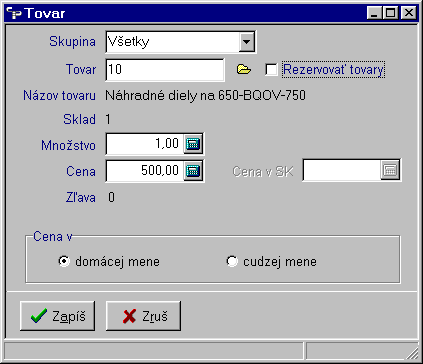 Tovar
Skupina Všetky
Tovar 10 Rezervovať tovary
Názov tovaru Náhradné diely na 650-BQOV-750
Sklad 1
Množstvo 1,00
Cena 500,00 Cena v SK
Zľava 0
Cena v
domácej mene cudzej mene
Zapíš Zruš